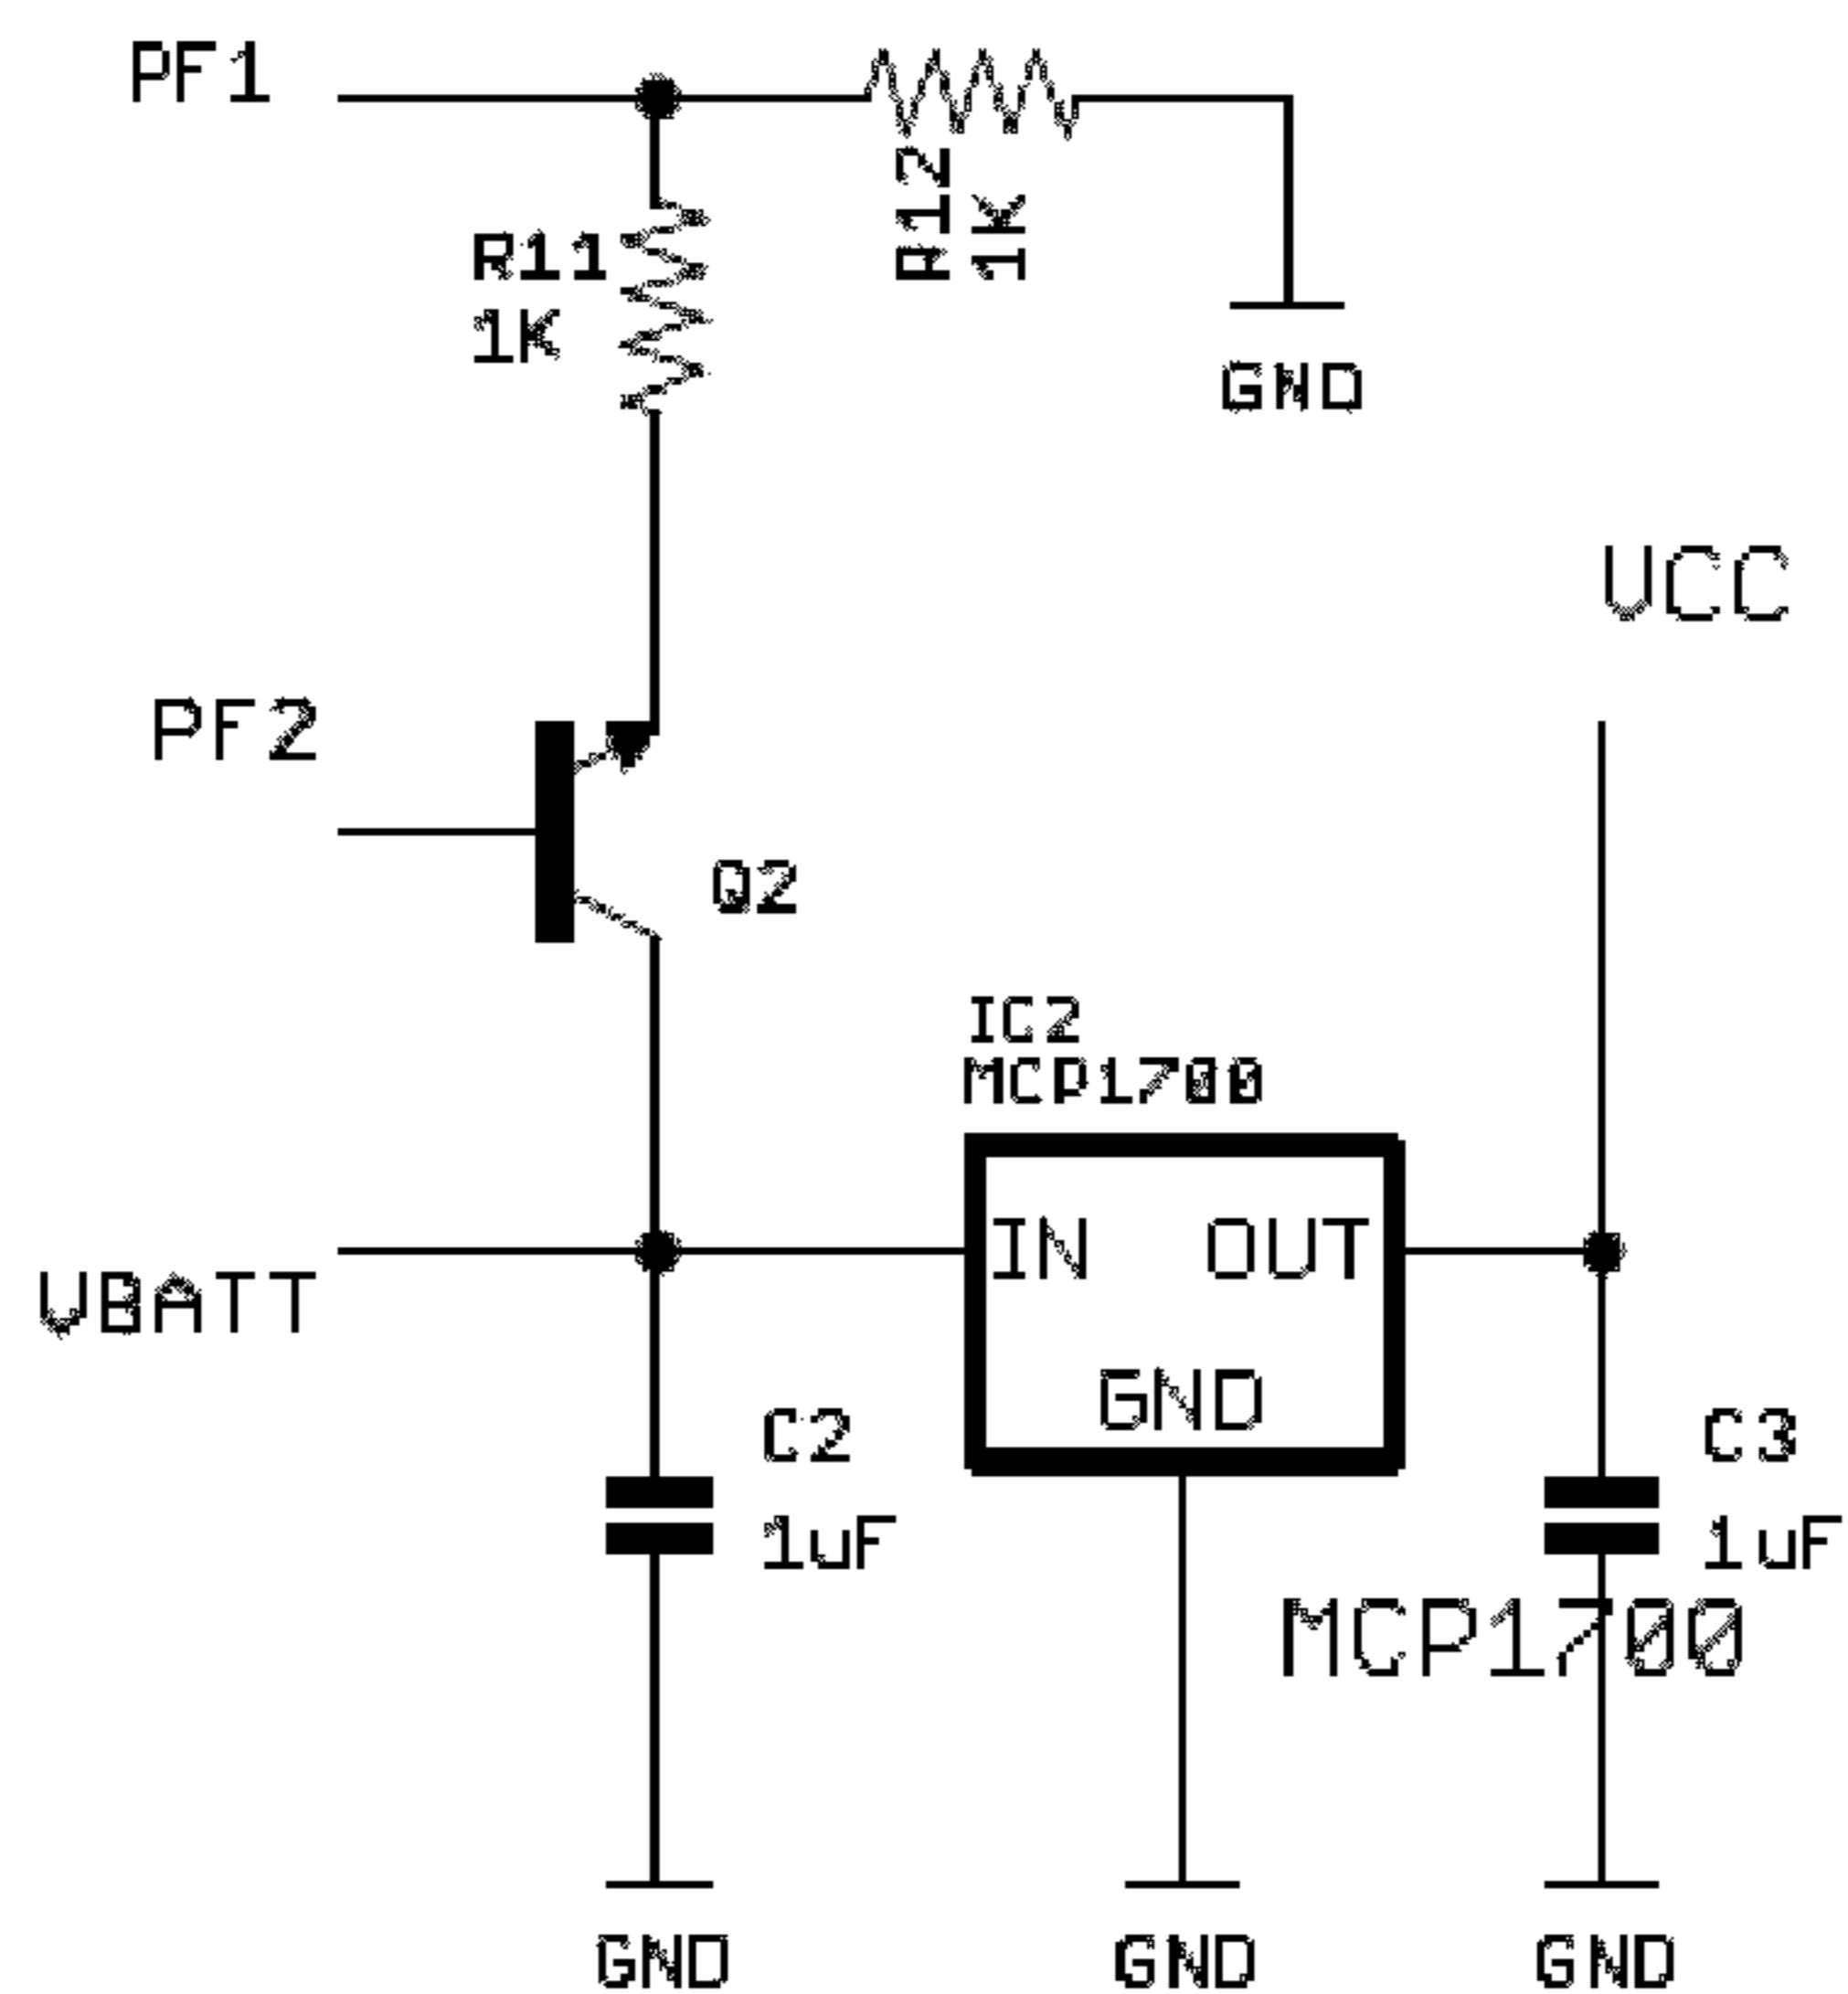 PF1
R12
1K
R11
1K
GND
VCC
PF2
Q2
IC2
MCP1700
IN OUT
VBATT
GND
C2
1uF
C3
1uF
MCP1700
GND
GND
GND